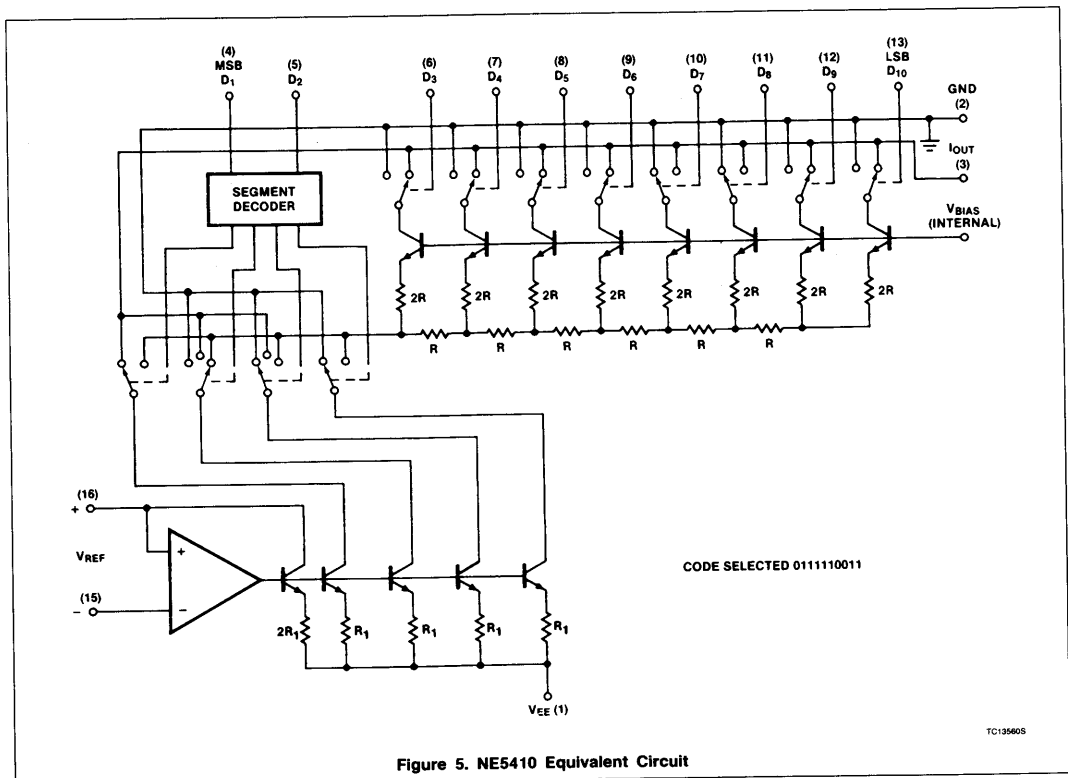 (4)
MSB
D1
(5)
D2
(6)
D3
(7)
D4
(8)
D5
(9)
D6
(10)
D7
(11)
D8
(12)
D9
(13)
LSB
D10
GND
(2)
IOUT
(3)
VBIAS
(INTERNAL)
SEGMENT
DECODER
2R
2R
2R
2R
2R
2R
2R
2R
R
R
R
R
R
R
(16)
+
VREF
(15)
−
+
−
CODE SELECTED 0111110011
2R1
R1
R1
R1
R1
VEE (1)
TC13560S
Figure 5. NE5410 Equivalent Circuit